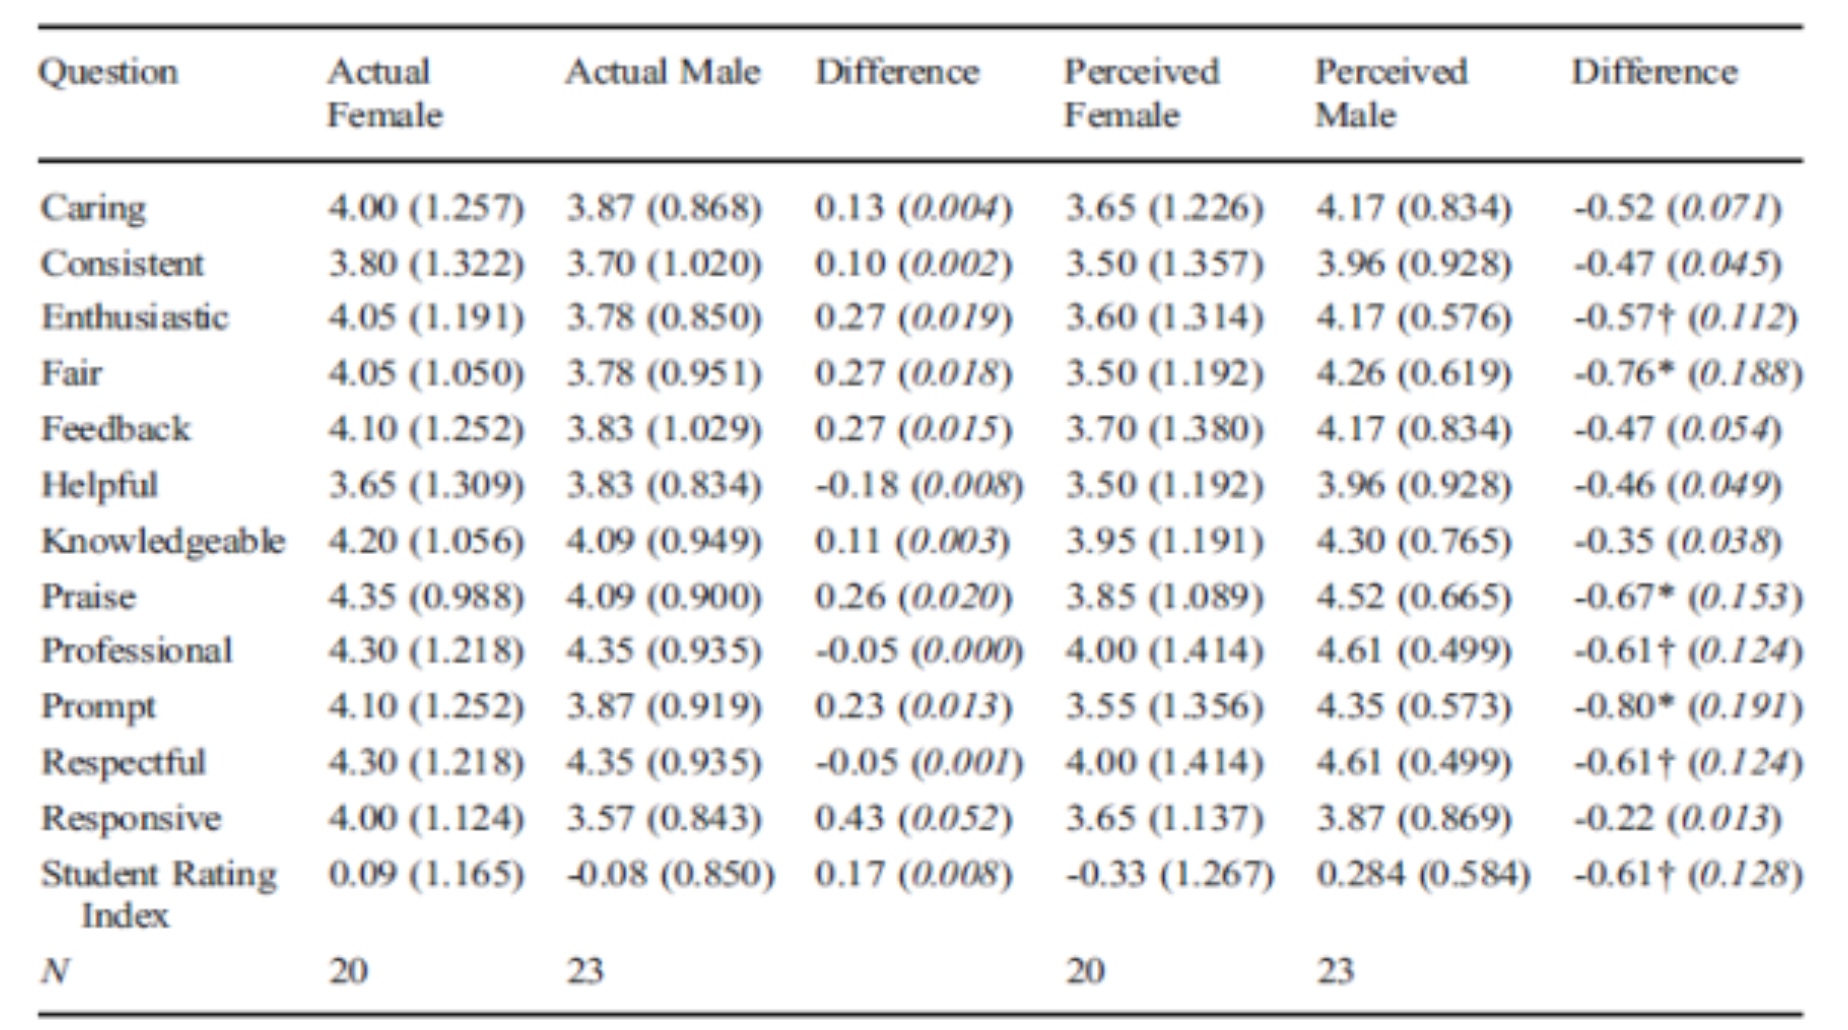 Question Actual Female Actual Male Difference Perceived Female Perceived Male Difference
Caring 4.00 (1.257) 3.87 (0.868) 0.13 (0.004) 3.65 (1.226) 4.17 (0.834) -0.52 (0.071)
Consistent 3.80 (1.322) 3.70 (1.020) 0.10 (0.002) 3.50 (1.357) 3.96 (0.928) -0.47 (0.045)
Enthusiastic 4.05 (1.191) 3.78 (0.850) 0.27 (0.019) 3.60 (1.314) 4.17 (0.576) -0.57† (0.112)
Fair 4.05 (1.050) 3.78 (0.951) 0.27 (0.018) 3.50 (1.192) 4.26 (0.619) -0.76* (0.188)
Feedback 4.10 (1.252) 3.83 (1.029) 0.27 (0.015) 3.70 (1.380) 4.17 (0.834) -0.47 (0.054)
Helpful 3.65 (1.309) 3.83 (0.834) -0.18 (0.008) 3.50 (1.192) 3.96 (0.928) -0.46 (0.049)
Knowledgeable 4.20 (1.056) 4.09 (0.949) 0.11 (0.003) 3.95 (1.191) 4.30 (0.765) -0.35 (0.038)
Praise 4.35 (0.988) 4.09 (0.900) 0.26 (0.020) 3.85 (1.089) 4.52 (0.665) -0.67* (0.153)
Professional 4.30 (1.218) 4.35 (0.935) -0.05 (0.000) 4.00 (1.414) 4.61 (0.499) -0.61† (0.124)
Prompt 4.10 (1.252) 3.87 (0.919) 0.23 (0.013) 3.55 (1.356) 4.35 (0.573) -0.80* (0.191)
Respectful 4.30 (1.218) 4.35 (0.935) -0.05 (0.001) 4.00 (1.414) 4.61 (0.499) -0.61† (0.124)
Responsive 4.00 (1.124) 3.57 (0.843) 0.43 (0.052) 3.65 (1.137) 3.87 (0.869) -0.22 (0.013)
Student Rating Index 0.09 (1.165) -0.08 (0.850) 0.17 (0.008) -0.33 (1.267) 0.284 (0.584) -0.61† (0.128)
N 20 23 20 23